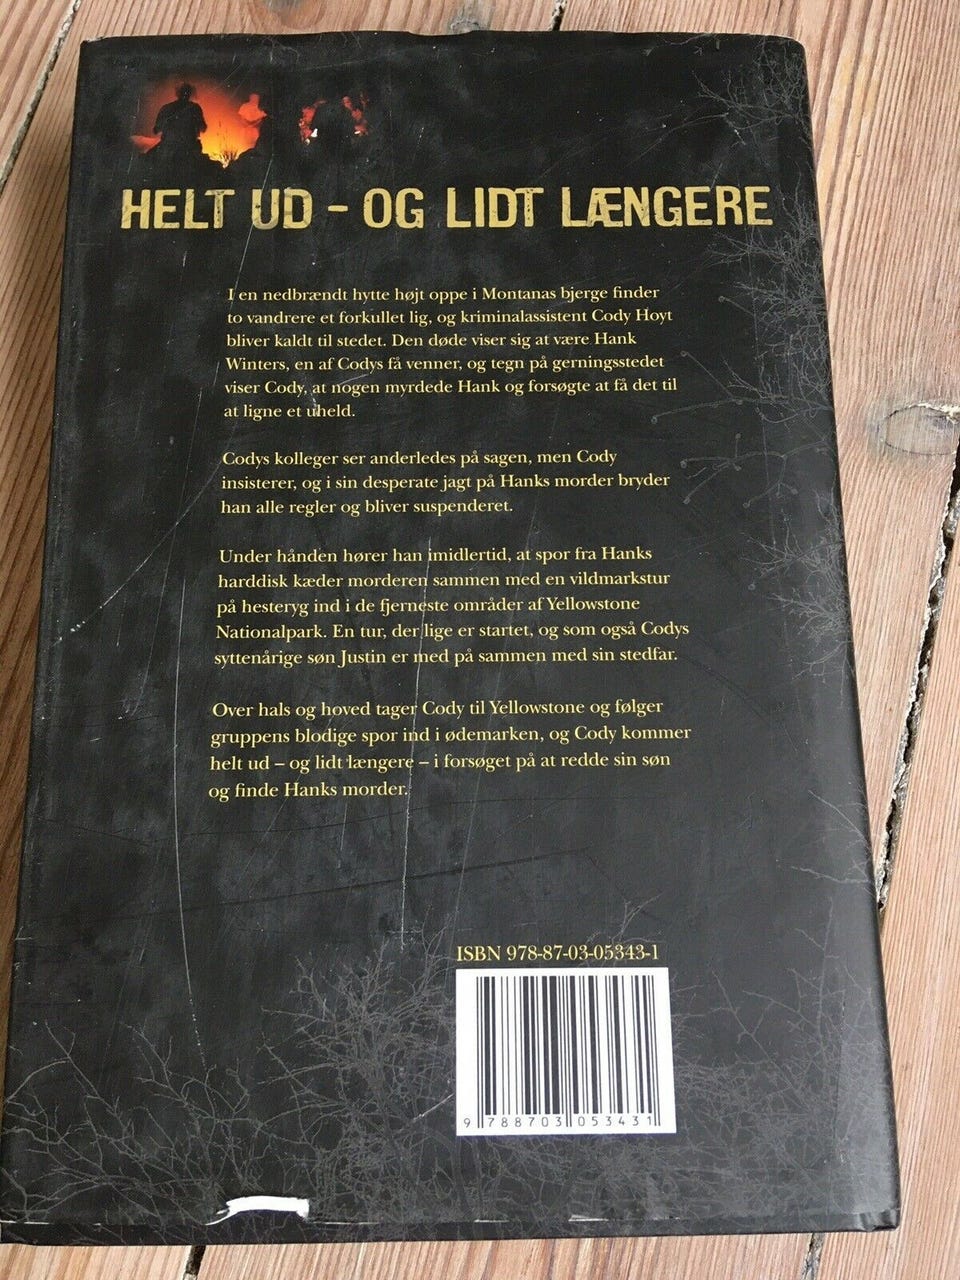 HELT UD – OG LIDT LÆNGERE
I en nedbrændt hytte højt oppe i Montanas bjerge finder
to vandrere et forkullet lig, og kriminalassistent Cody Hoyt
bliver kaldt til stedet. Den døde viser sig at være Hank
Winters, en af Codys få venner, og tegn på gerningsstedet
viser Cody, at nogen myrdede Hank og forsøgte at få det til
at ligne et uheld.
Codys kolleger ser anderledes på sagen, men Cody
insisterer, og i sin desperate jagt på Hanks morder bryder
han alle regler og bliver suspenderet.
Under hånden hører han imidlertid, at spor fra Hanks
harddisk kæder morderen sammen med en vildmarkstur
på hesteryg ind i de fjerneste områder af Yellowstone
Nationalpark. En tur, der lige er startet, og som også Codys
syttenårige søn Justin er med på sammen med sin stedfar.
Over hals og hoved tager Cody til Yellowstone og følger
gruppens blodige spor ind i ødemarken, og Cody kommer
helt ud – og lidt længere – i forsøget på at redde sin søn
og finde Hanks morder.
ISBN 978-87-03-05343-1
9 788703 053431